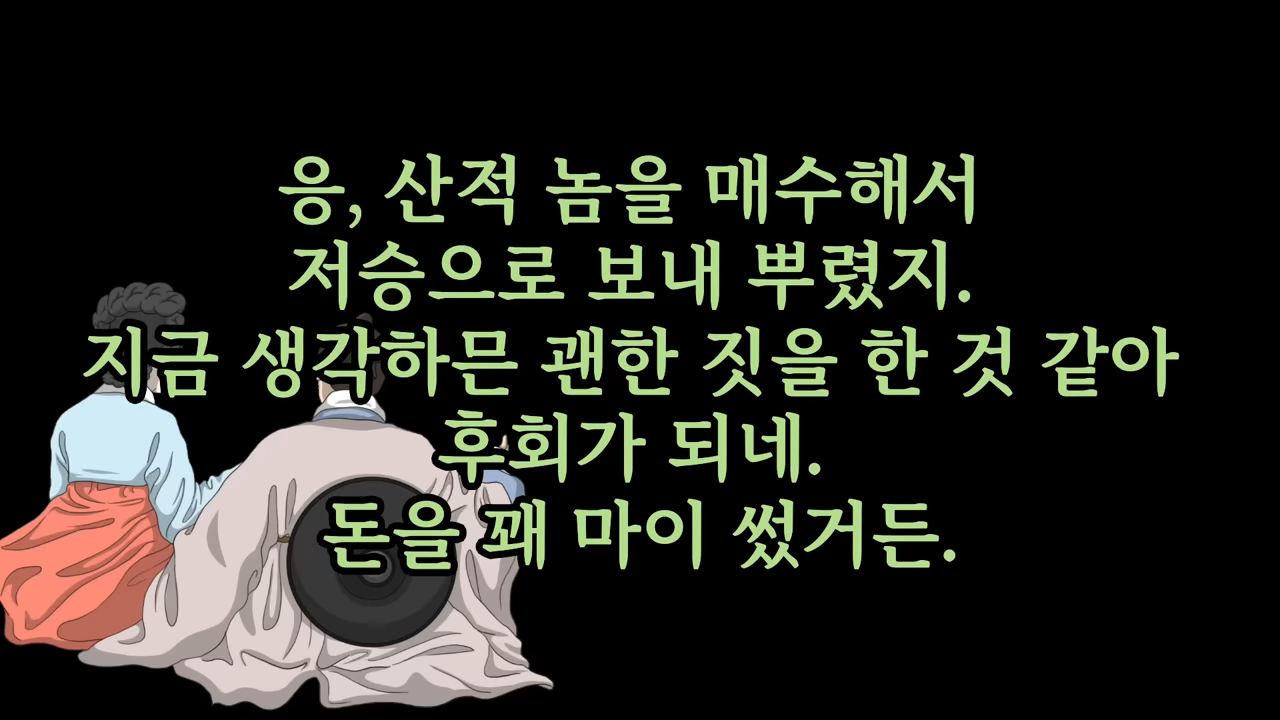 응, 산적 놈을 매수해서
저승으로 보내 뿌렸지.
지금 생각하믄 괜한 짓을 한 것 같아
후회가 되네.
돈을 꽤 마이 썼거든.